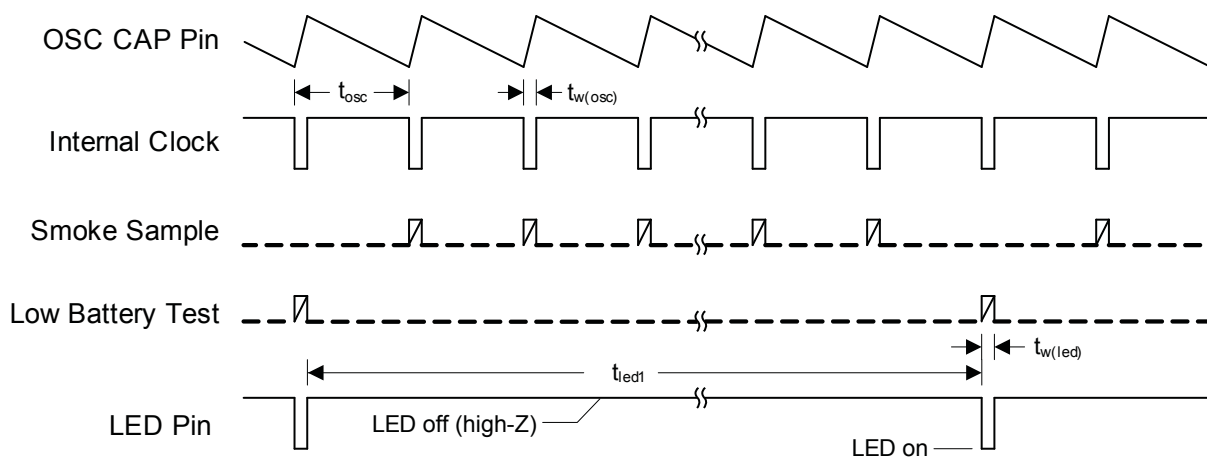 OSC CAP Pin
tosc
tw(osc)
Internal Clock
Smoke Sample
Low Battery Test
tw(led)
tled1
LED Pin
LED off (high-Z)
LED on